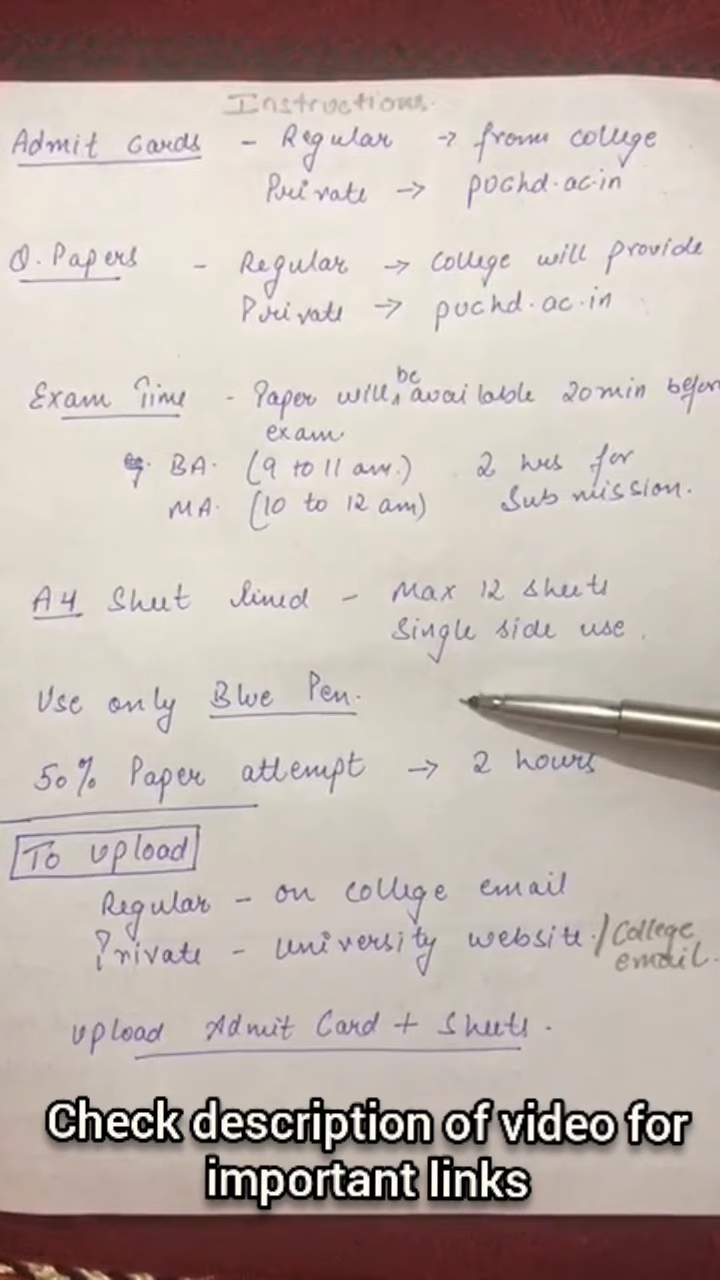 Instructions.
Admit Cards - Regular → from college
Private → puchd.ac.in
Q. Papers - Regular → College will provide
Private → puchd.ac.in
Exam Time - Paper will be available 20 min before
exam.
BA. (9 to 11 am.) 2 hrs for
MA. (10 to 12 am) Submission.
A4 Sheet lined - Max 12 sheets
Single side use.
Use only Blue Pen.
50% Paper attempt → 2 hours
To upload
Regular - on college email
Private - University website. / College
email.
Upload Admit Card + Sheets.
Check description of video for
important links